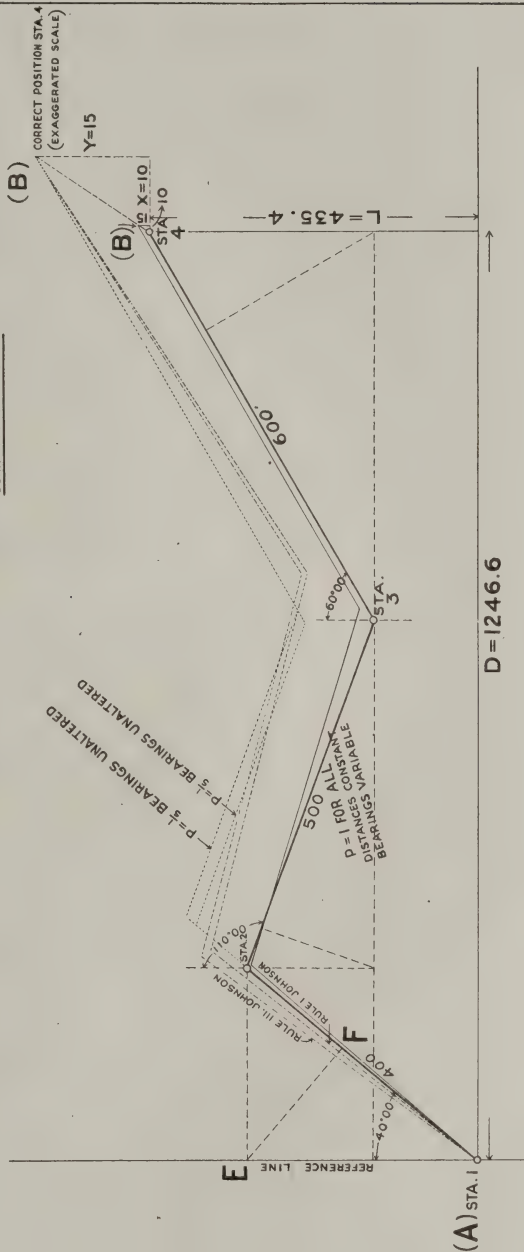 CORRECT POSITION STA. 4
(EXAGGERATED SCALE)
(B)
Y=15
X=10
15
10
(B)
STA.
4
L=435.4
600'
60°00'
STA.
3
P=1/5 BEARINGS UNALTERED
P=1/5 BEARINGS UNALTERED
500
P=1 FOR ALL
DISTANCES CONSTANT
BEARINGS VARIABLE
110°00'
STA.2
RULE I JOHNSON
RULE III, JOHNSON
F
400
40°00'
E
REFERENCE LINE
(A) STA. 1
D=1246.6